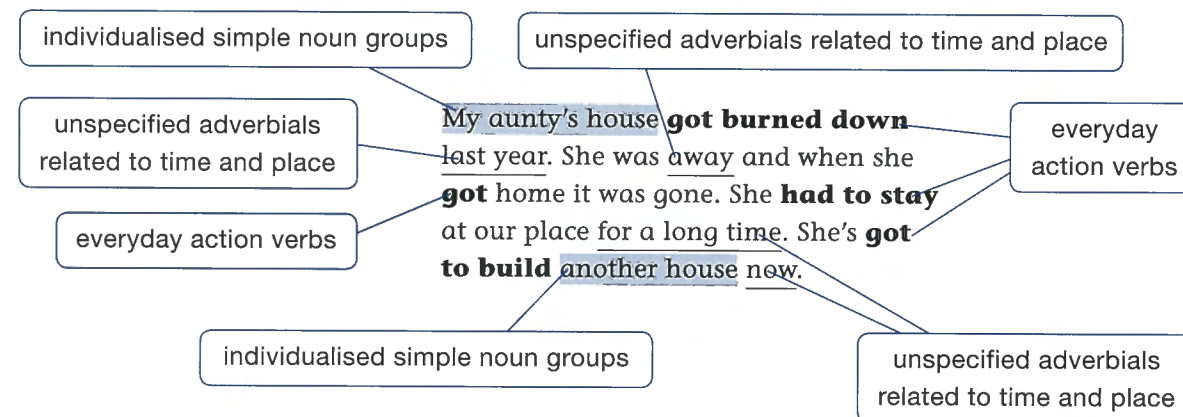 individualised simple noun groups
unspecified adverbials related to time and place
unspecified adverbials
related to time and place
everyday action verbs
My aunty's house got burned down
last year. She was away and when she
got home it was gone. She had to stay
at our place for a long time. She's got
to build another house now.
everyday
action verbs
individualised simple noun groups
unspecified adverbials
related to time and place